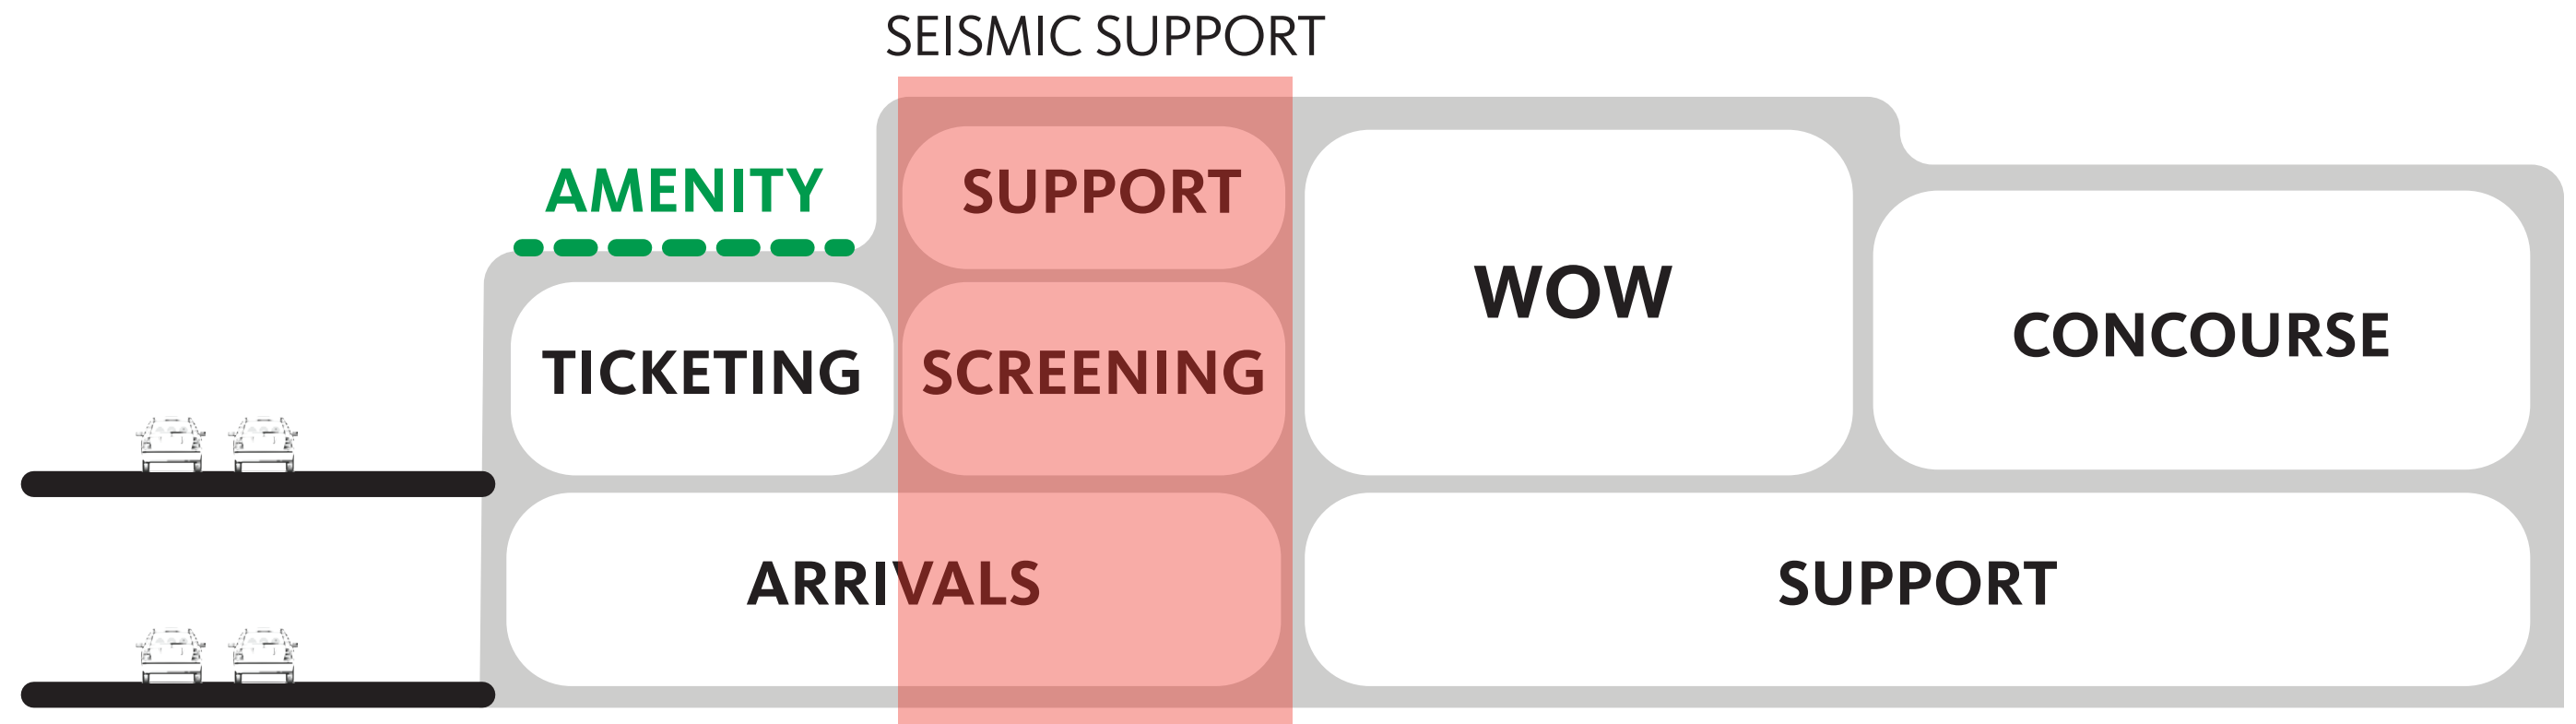 SEISMIC SUPPORT
AMENITY
SUPPORT
WOW
CONCOURSE
TICKETING
SCREENING
ARRIVALS
SUPPORT